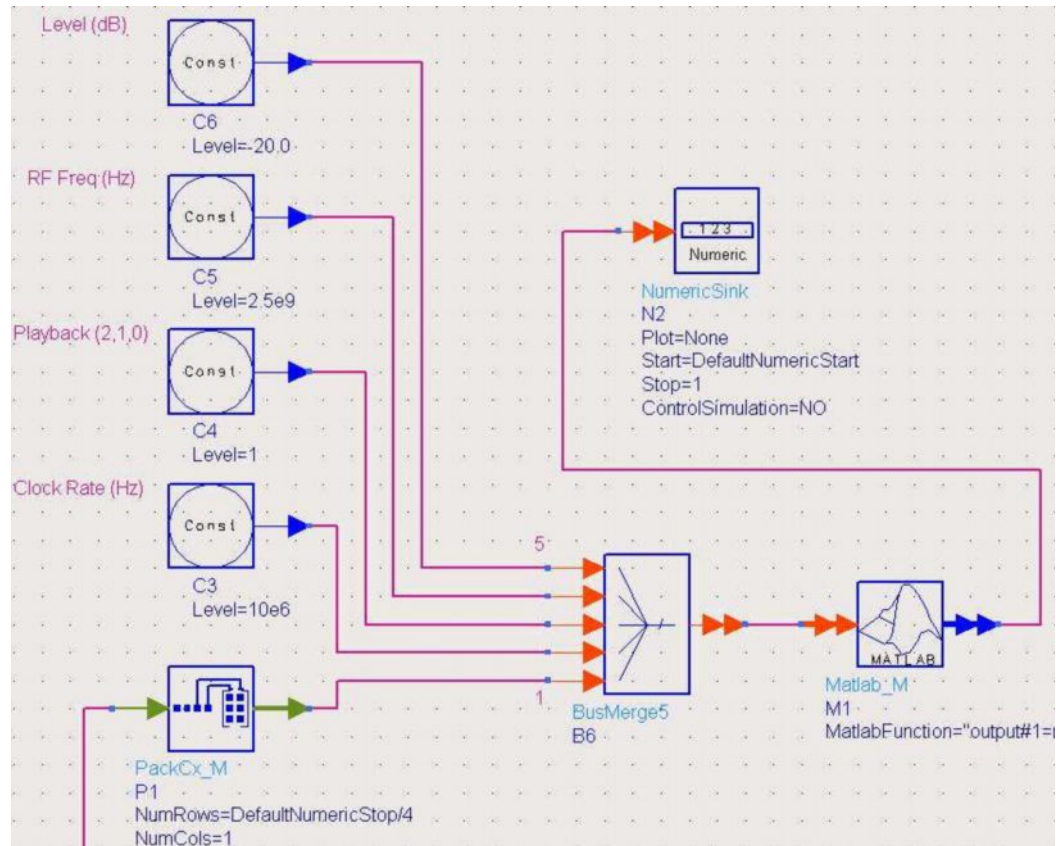 Level (dB)
Const
C6
Level=-20.0
RF Freq (Hz)
Const
C5
Level=2.5e9
Playback (2,1,0)
Const
C4
Level=1
Clock Rate (Hz)
Const
C3
Level=10e6
PackCx_M
P1
NumRows=DefaultNumericStop/4
NumCols=1
5
1
BusMerge5
B6
1 2 3
Numeric
NumericSink
N2
Plot=None
Start=DefaultNumericStart
Stop=1
ControlSimulation=NO
MATLAB
Matlab_M
M1
MatlabFunction="output#1=